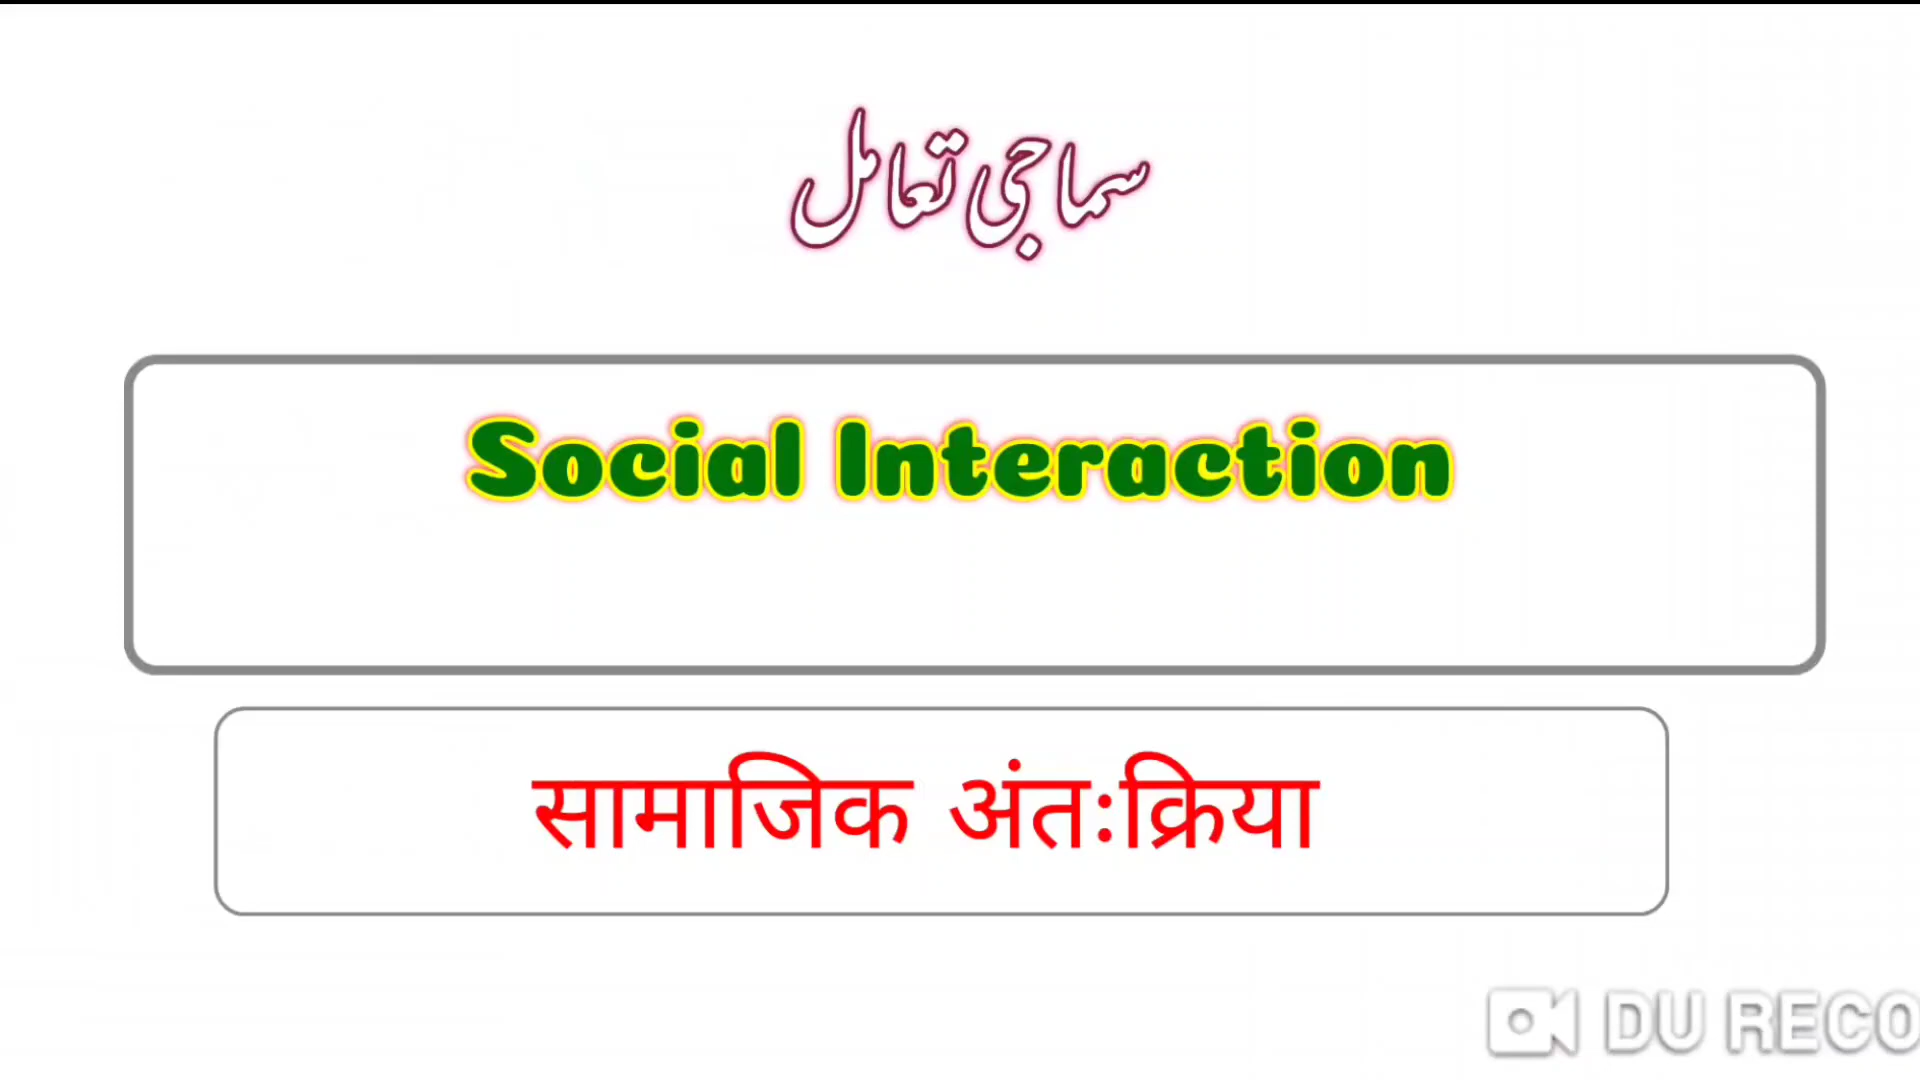 سماجی تعامل
Social Interaction
सामाजिक अंतःक्रिया
DU RECO